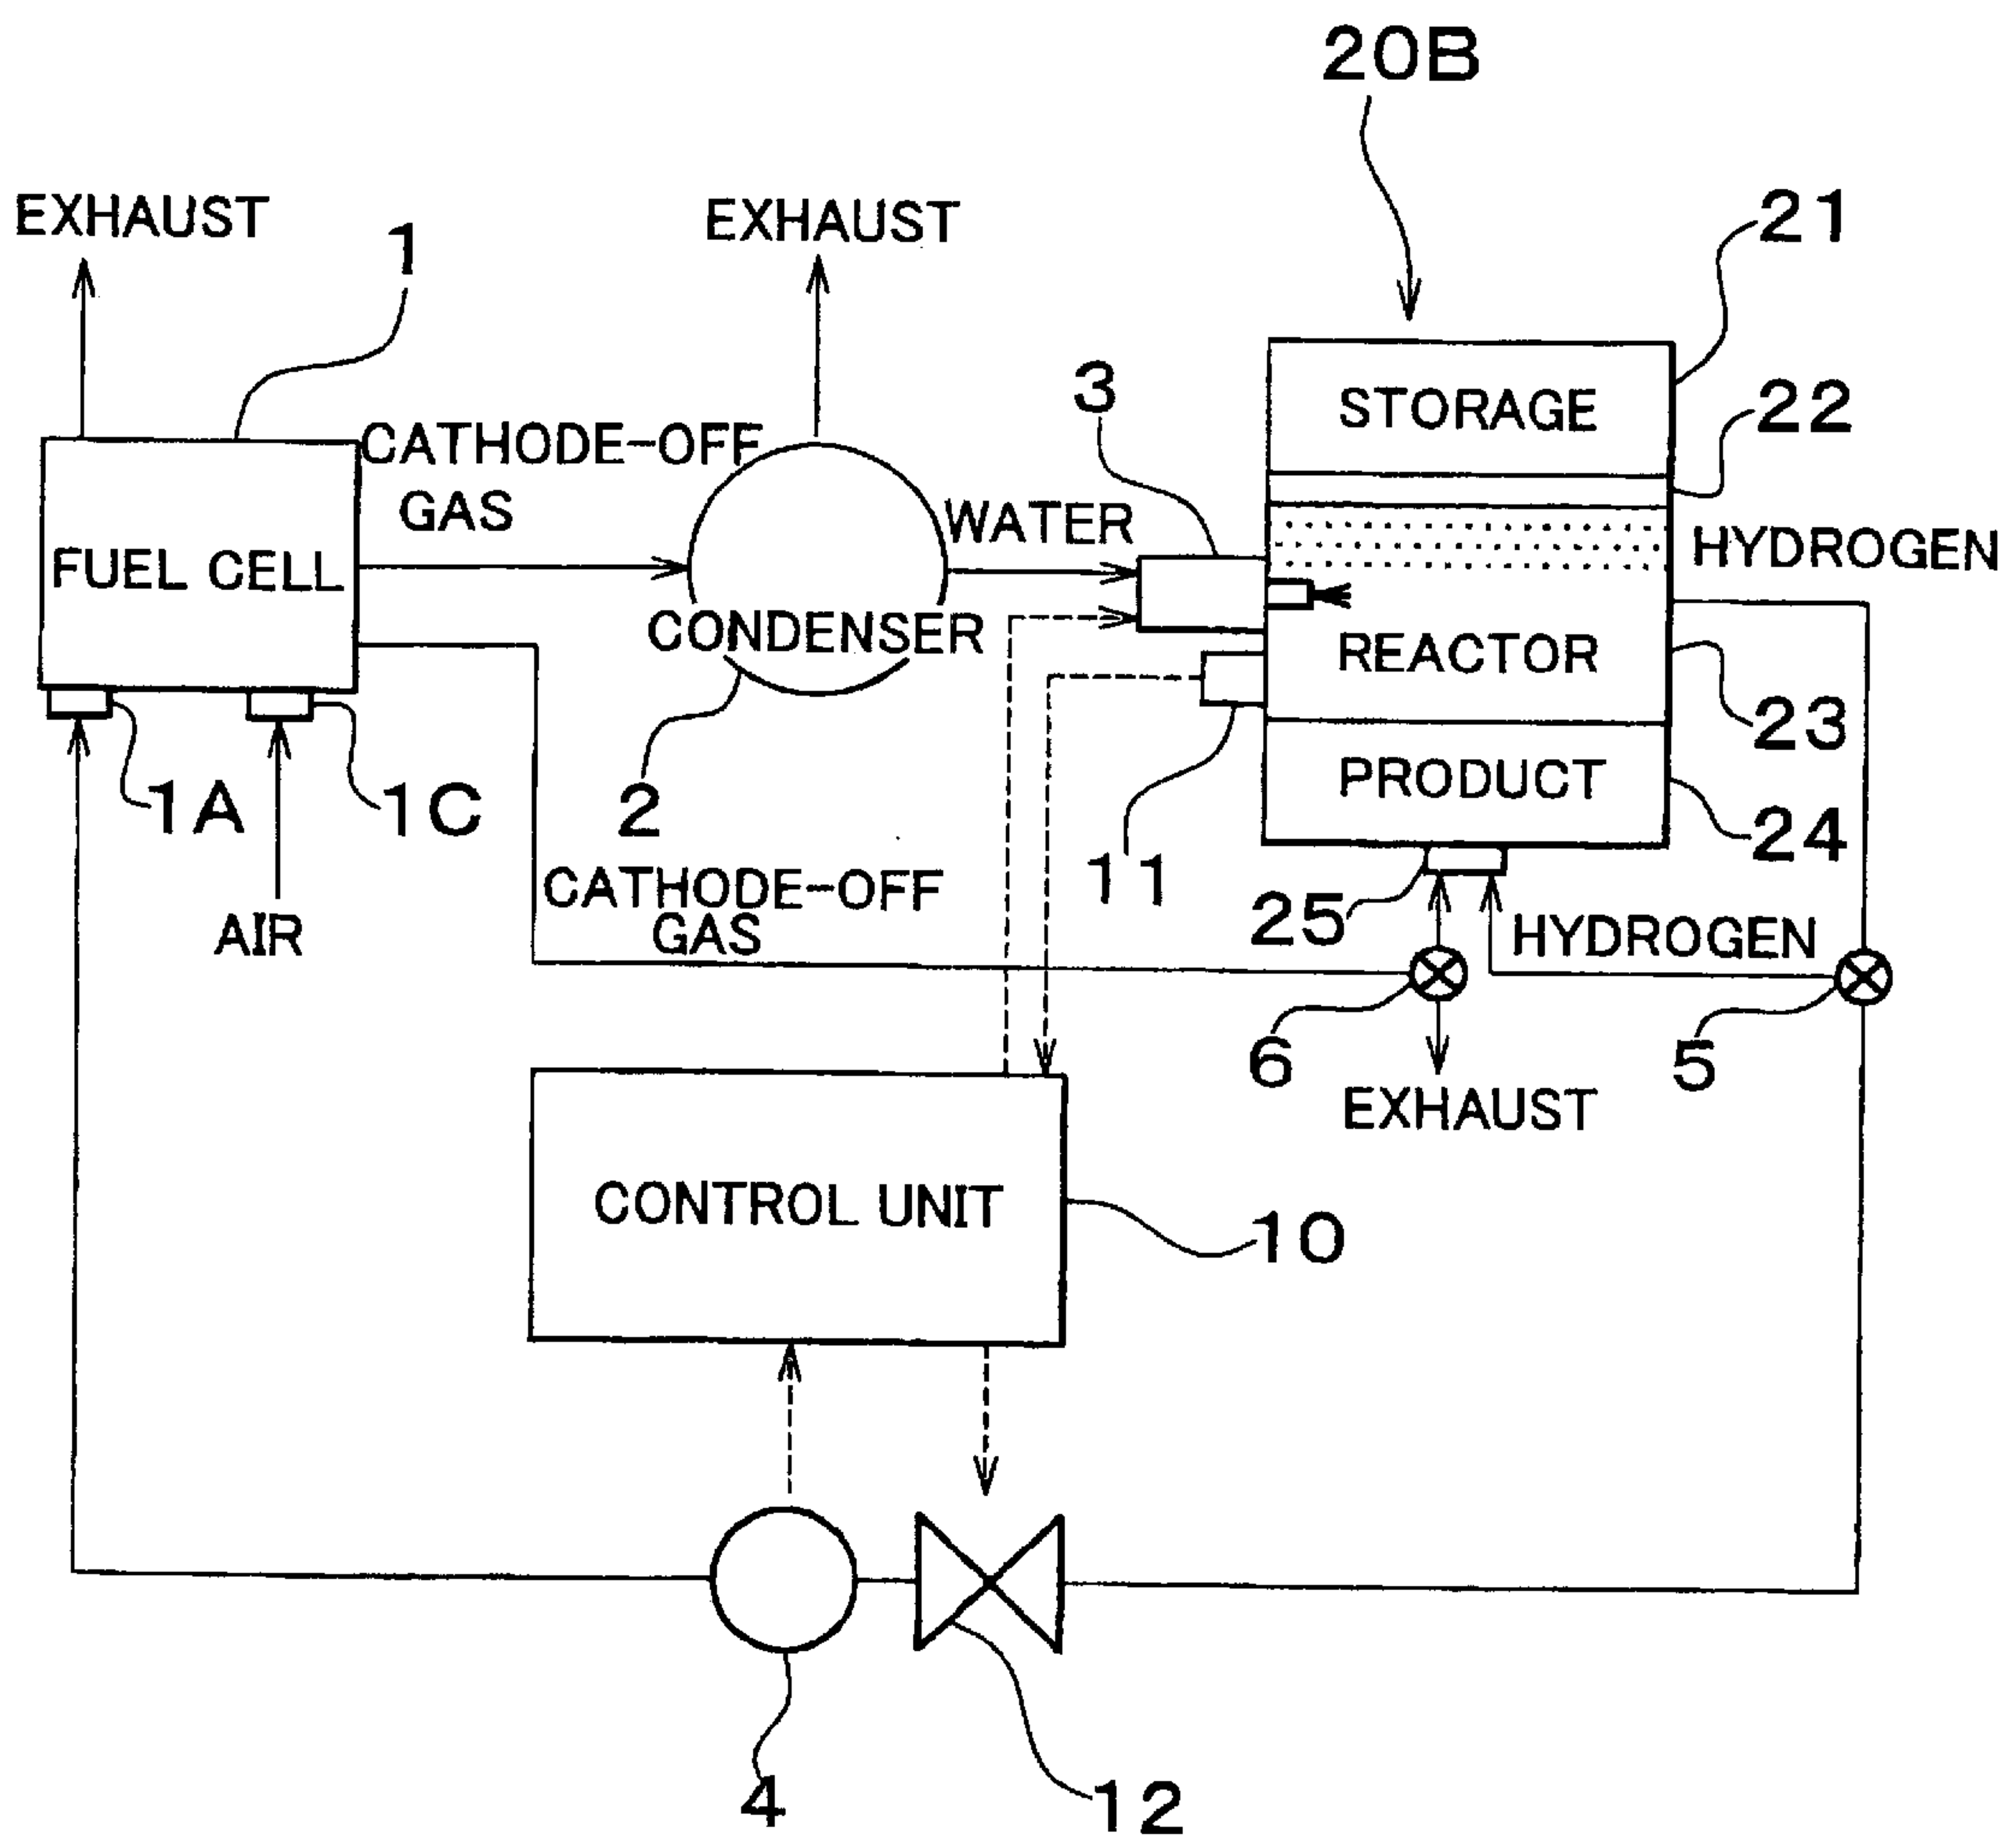 20B
EXHAUST
1
EXHAUST
21
3
STORAGE
22
CATHODE-OFF
GAS
WATER
HYDROGEN
FUEL CELL
CONDENSER
REACTOR
23
1A
1C
2
PRODUCT
24
11
CATHODE-OFF
GAS
25
HYDROGEN
AIR
6
5
EXHAUST
CONTROL UNIT
10
4
12